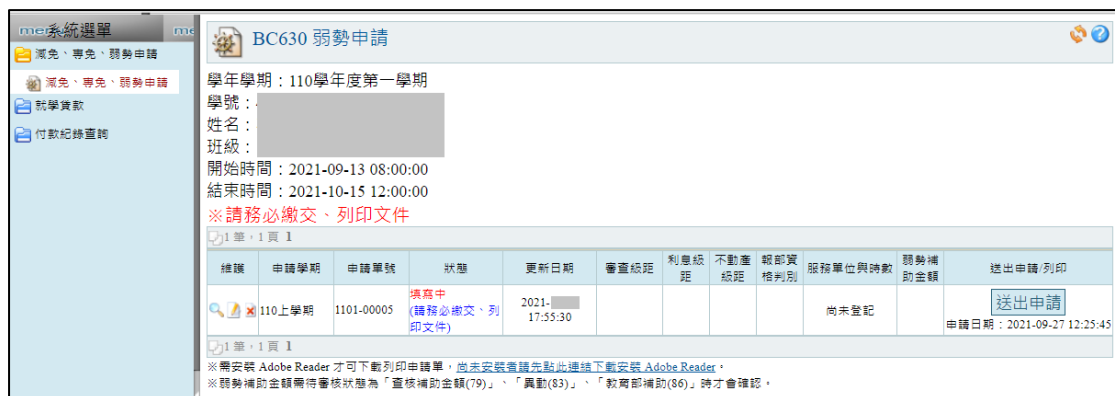 系統選單
減免、專免、弱勢申請
減免、專免、弱勢申請
就學貸款
付款紀錄查詢
BC630 弱勢申請
學年學期：110學年度第一學期
學號：
姓名：
班級：
開始時間：2021-09-13 08:00:00
結束時間：2021-10-15 12:00:00
※請務必繳交、列印文件
1 筆，1 頁 1
維護 申請學期 申請單號 狀態 更新日期 審查級距 利息級距 不動產級距 報部資格判別 服務單位與時數 弱勢補助金額 送出申請/列印
110上學期 1101-00005 填寫中 (請務必繳交、列印文件) 2021- 17:55:30 尚未登記 送出申請
申請日期：2021-09-27 12:25:45
1 筆，1 頁 1
※需安裝 Adobe Reader 才可下載列印申請單，尚未安裝者請先點此連結下載安裝 Adobe Reader。
※弱勢補助金額需待審核狀態為「查核補助金額(79)」、「異動(83)」、「教育部補助(86)」時才會確認。